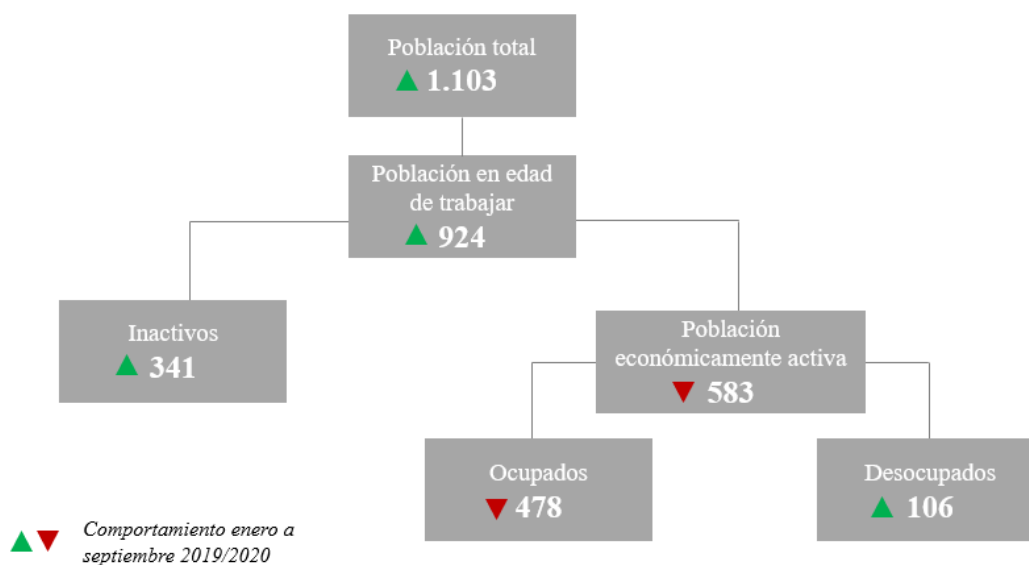 Población total
▲ 1.103
Población en edad
de trabajar
▲ 924
Inactivos
▲ 341
Población
económicamente activa
▼ 583
Ocupados
▼ 478
Desocupados
▲ 106
▲▼ Comportamiento enero a
septiembre 2019/2020